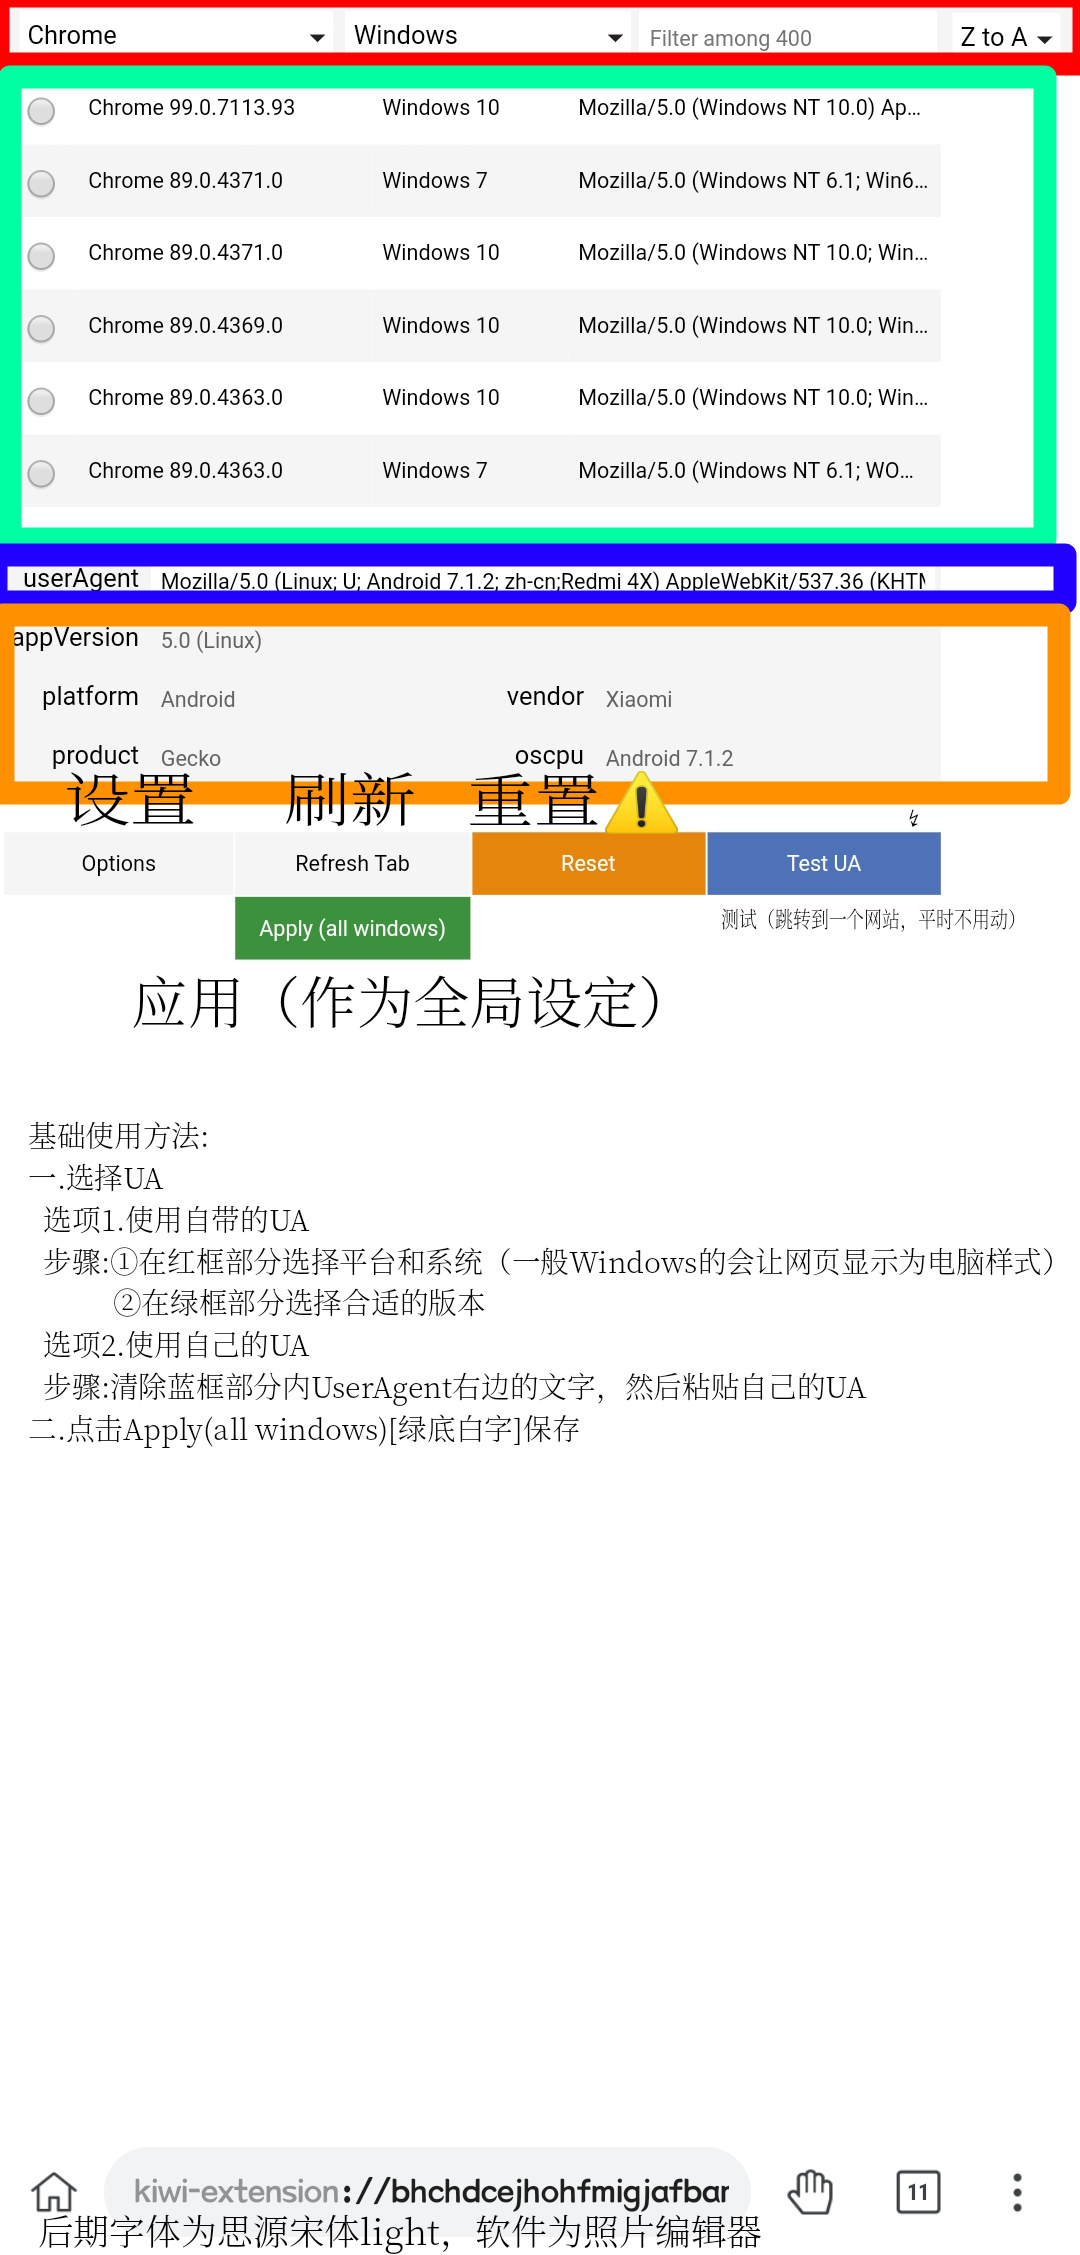 Chrome Windows Filter among 400 Z to A
Chrome 99.0.7113.93 Windows 10 Mozilla/5.0 (Windows NT 10.0) Ap...
Chrome 89.0.4371.0 Windows 7 Mozilla/5.0 (Windows NT 6.1; Win6...
Chrome 89.0.4371.0 Windows 10 Mozilla/5.0 (Windows NT 10.0; Win...
Chrome 89.0.4369.0 Windows 10 Mozilla/5.0 (Windows NT 10.0; Win...
Chrome 89.0.4363.0 Windows 10 Mozilla/5.0 (Windows NT 10.0; Win...
Chrome 89.0.4363.0 Windows 7 Mozilla/5.0 (Windows NT 6.1; WO...
userAgent Mozilla/5.0 (Linux; U; Android 7.1.2; zh-cn;Redmi 4X) AppleWebKit/537.36 (KHTM
appVersion 5.0 (Linux)
platform Android vendor Xiaomi
product Gecko oscpu Android 7.1.2
设置 刷新 重置⚠️
Options Refresh Tab Reset Test UA
Apply (all windows) 测试（跳转到一个网站，平时不用动）
应用（作为全局设定）
基础使用方法:
一.选择UA
选项1.使用自带的UA
步骤:①在红框部分选择平台和系统（一般Windows的会让网页显示为电脑样式）
②在绿框部分选择合适的版本
选项2.使用自己的UA
步骤:清除蓝框部分内UserAgent右边的文字，然后粘贴自己的UA
二.点击Apply(all windows)[绿底白字]保存
kiwi-extension://bhchdcejhohfmigjafbar 11
后期字体为思源宋体light，软件为照片编辑器